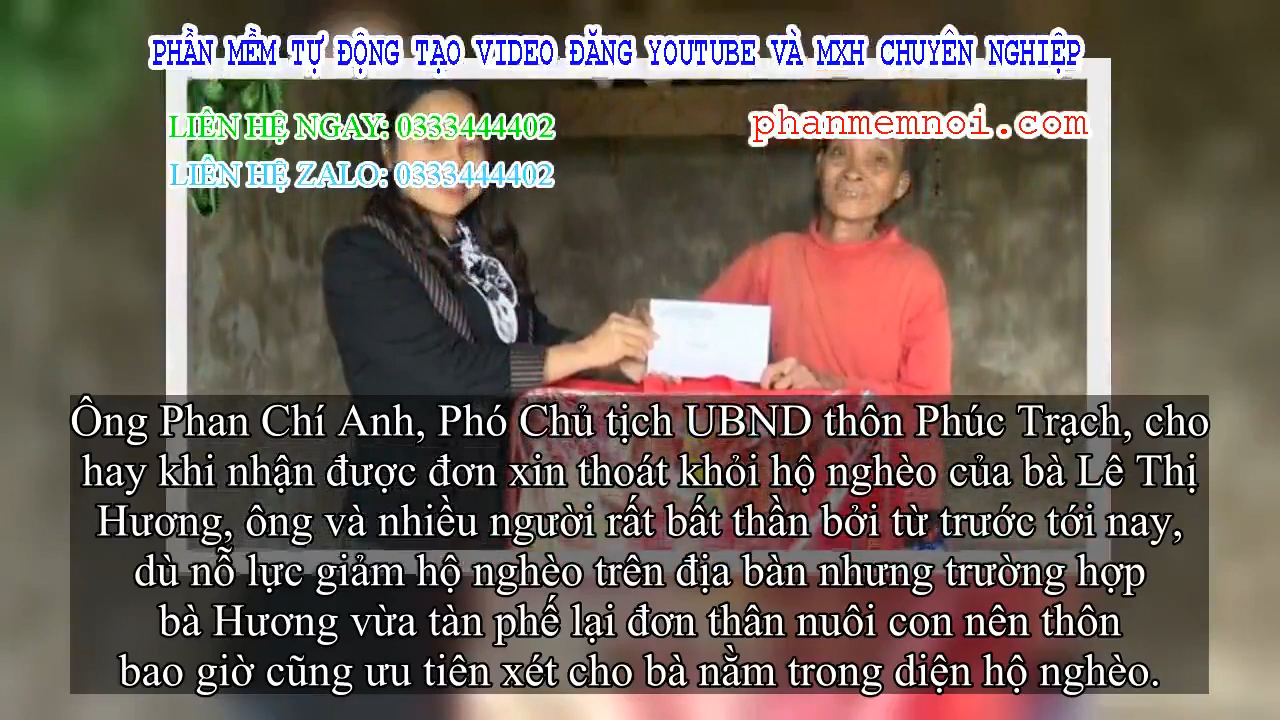 PHẦN MỀM TỰ ĐỘNG TẠO VIDEO ĐĂNG YOUTUBE VÀ MXH CHUYÊN NGHIỆP
LIÊN HỆ NGAY: 0333444402
phanmemnoi.com
LIÊN HỆ ZALO: 0333444402
Ông Phan Chí Anh, Phó Chủ tịch UBND thôn Phúc Trạch, cho
hay khi nhận được đơn xin thoát khỏi hộ nghèo của bà Lê Thị
Hương, ông và nhiều người rất bất thần bởi từ trước tới nay,
dù nỗ lực giảm hộ nghèo trên địa bàn nhưng trường hợp
bà Hương vừa tàn phế lại đơn thân nuôi con nên thôn
bao giờ cũng ưu tiên xét cho bà nằm trong diện hộ nghèo.